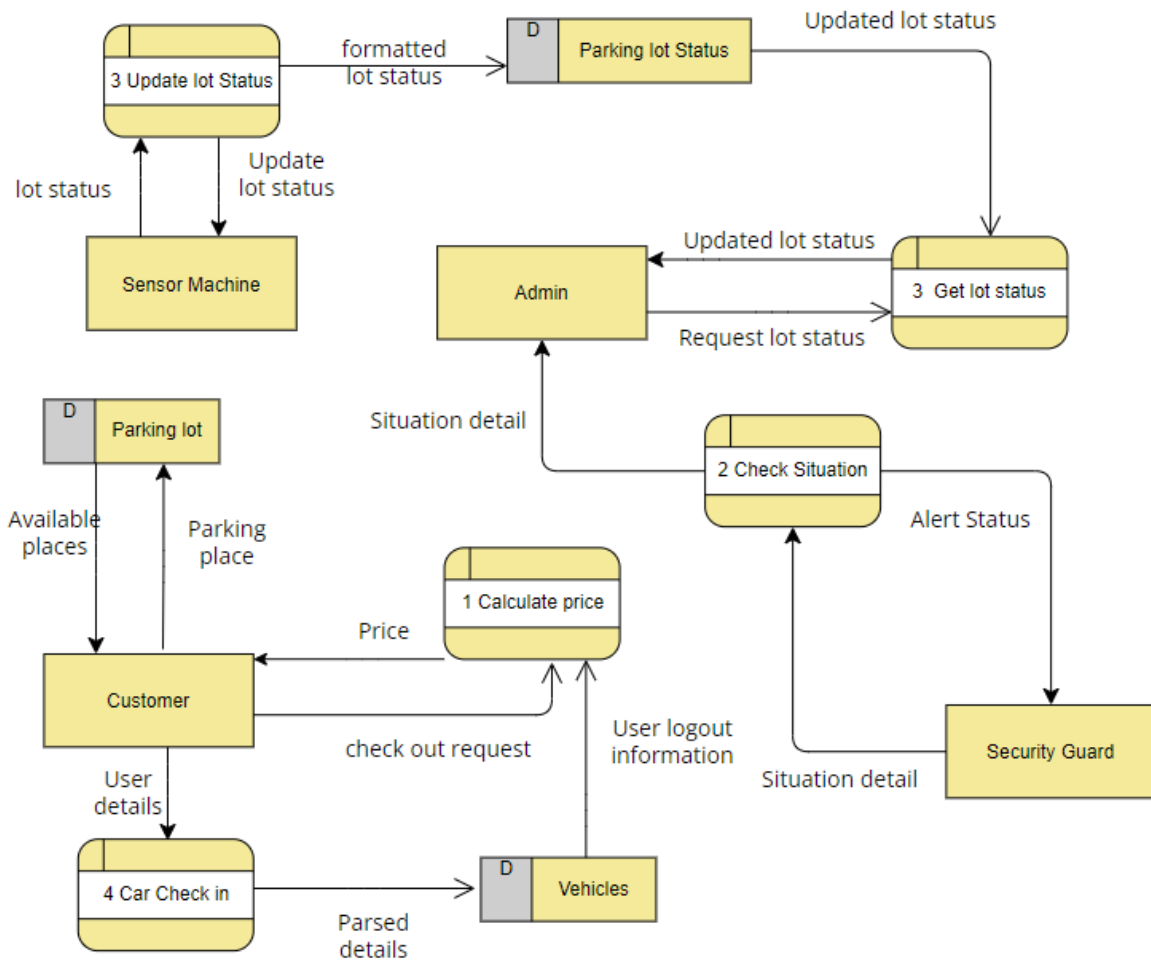 Updated lot status
D
Parking lot Status
formatted
lot status
3 Update lot Status
lot status
Update
lot status
Sensor Machine
Updated lot status
Admin
3  Get lot status
Request lot status
D
Parking lot
Situation detail
2 Check Situation
Available
places
Parking
place
Alert Status
1 Calculate price
Price
Customer
check out request
User logout
information
Security Guard
Situation detail
User
details
D
Vehicles
4 Car Check in
Parsed
details